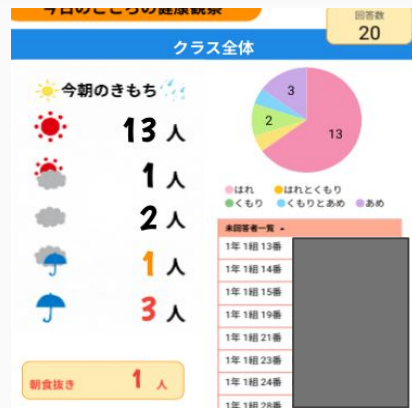 今日のこころの健康観察
回答数
20
クラス全体
今朝のきもち
13人
1人
2人
1人
3人
朝食抜き 1人
3
2
13
はれ はれとくもり
くもり くもりとあめ あめ
未回答者一覧
1年 1組 13番
1年 1組 14番
1年 1組 15番
1年 1組 19番
1年 1組 21番
1年 1組 23番
1年 1組 24番
1年 1組 28番